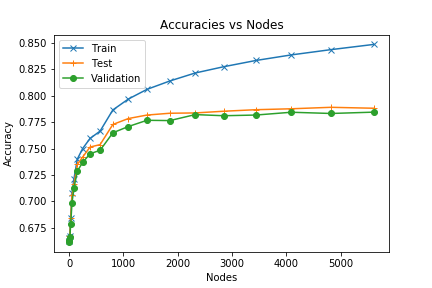 Accuracies vs Nodes
Train
Test
Validation
0.850
0.825
0.800
0.775
0.750
0.725
0.700
0.675
Accuracy
0 1000 2000 3000 4000 5000
Nodes